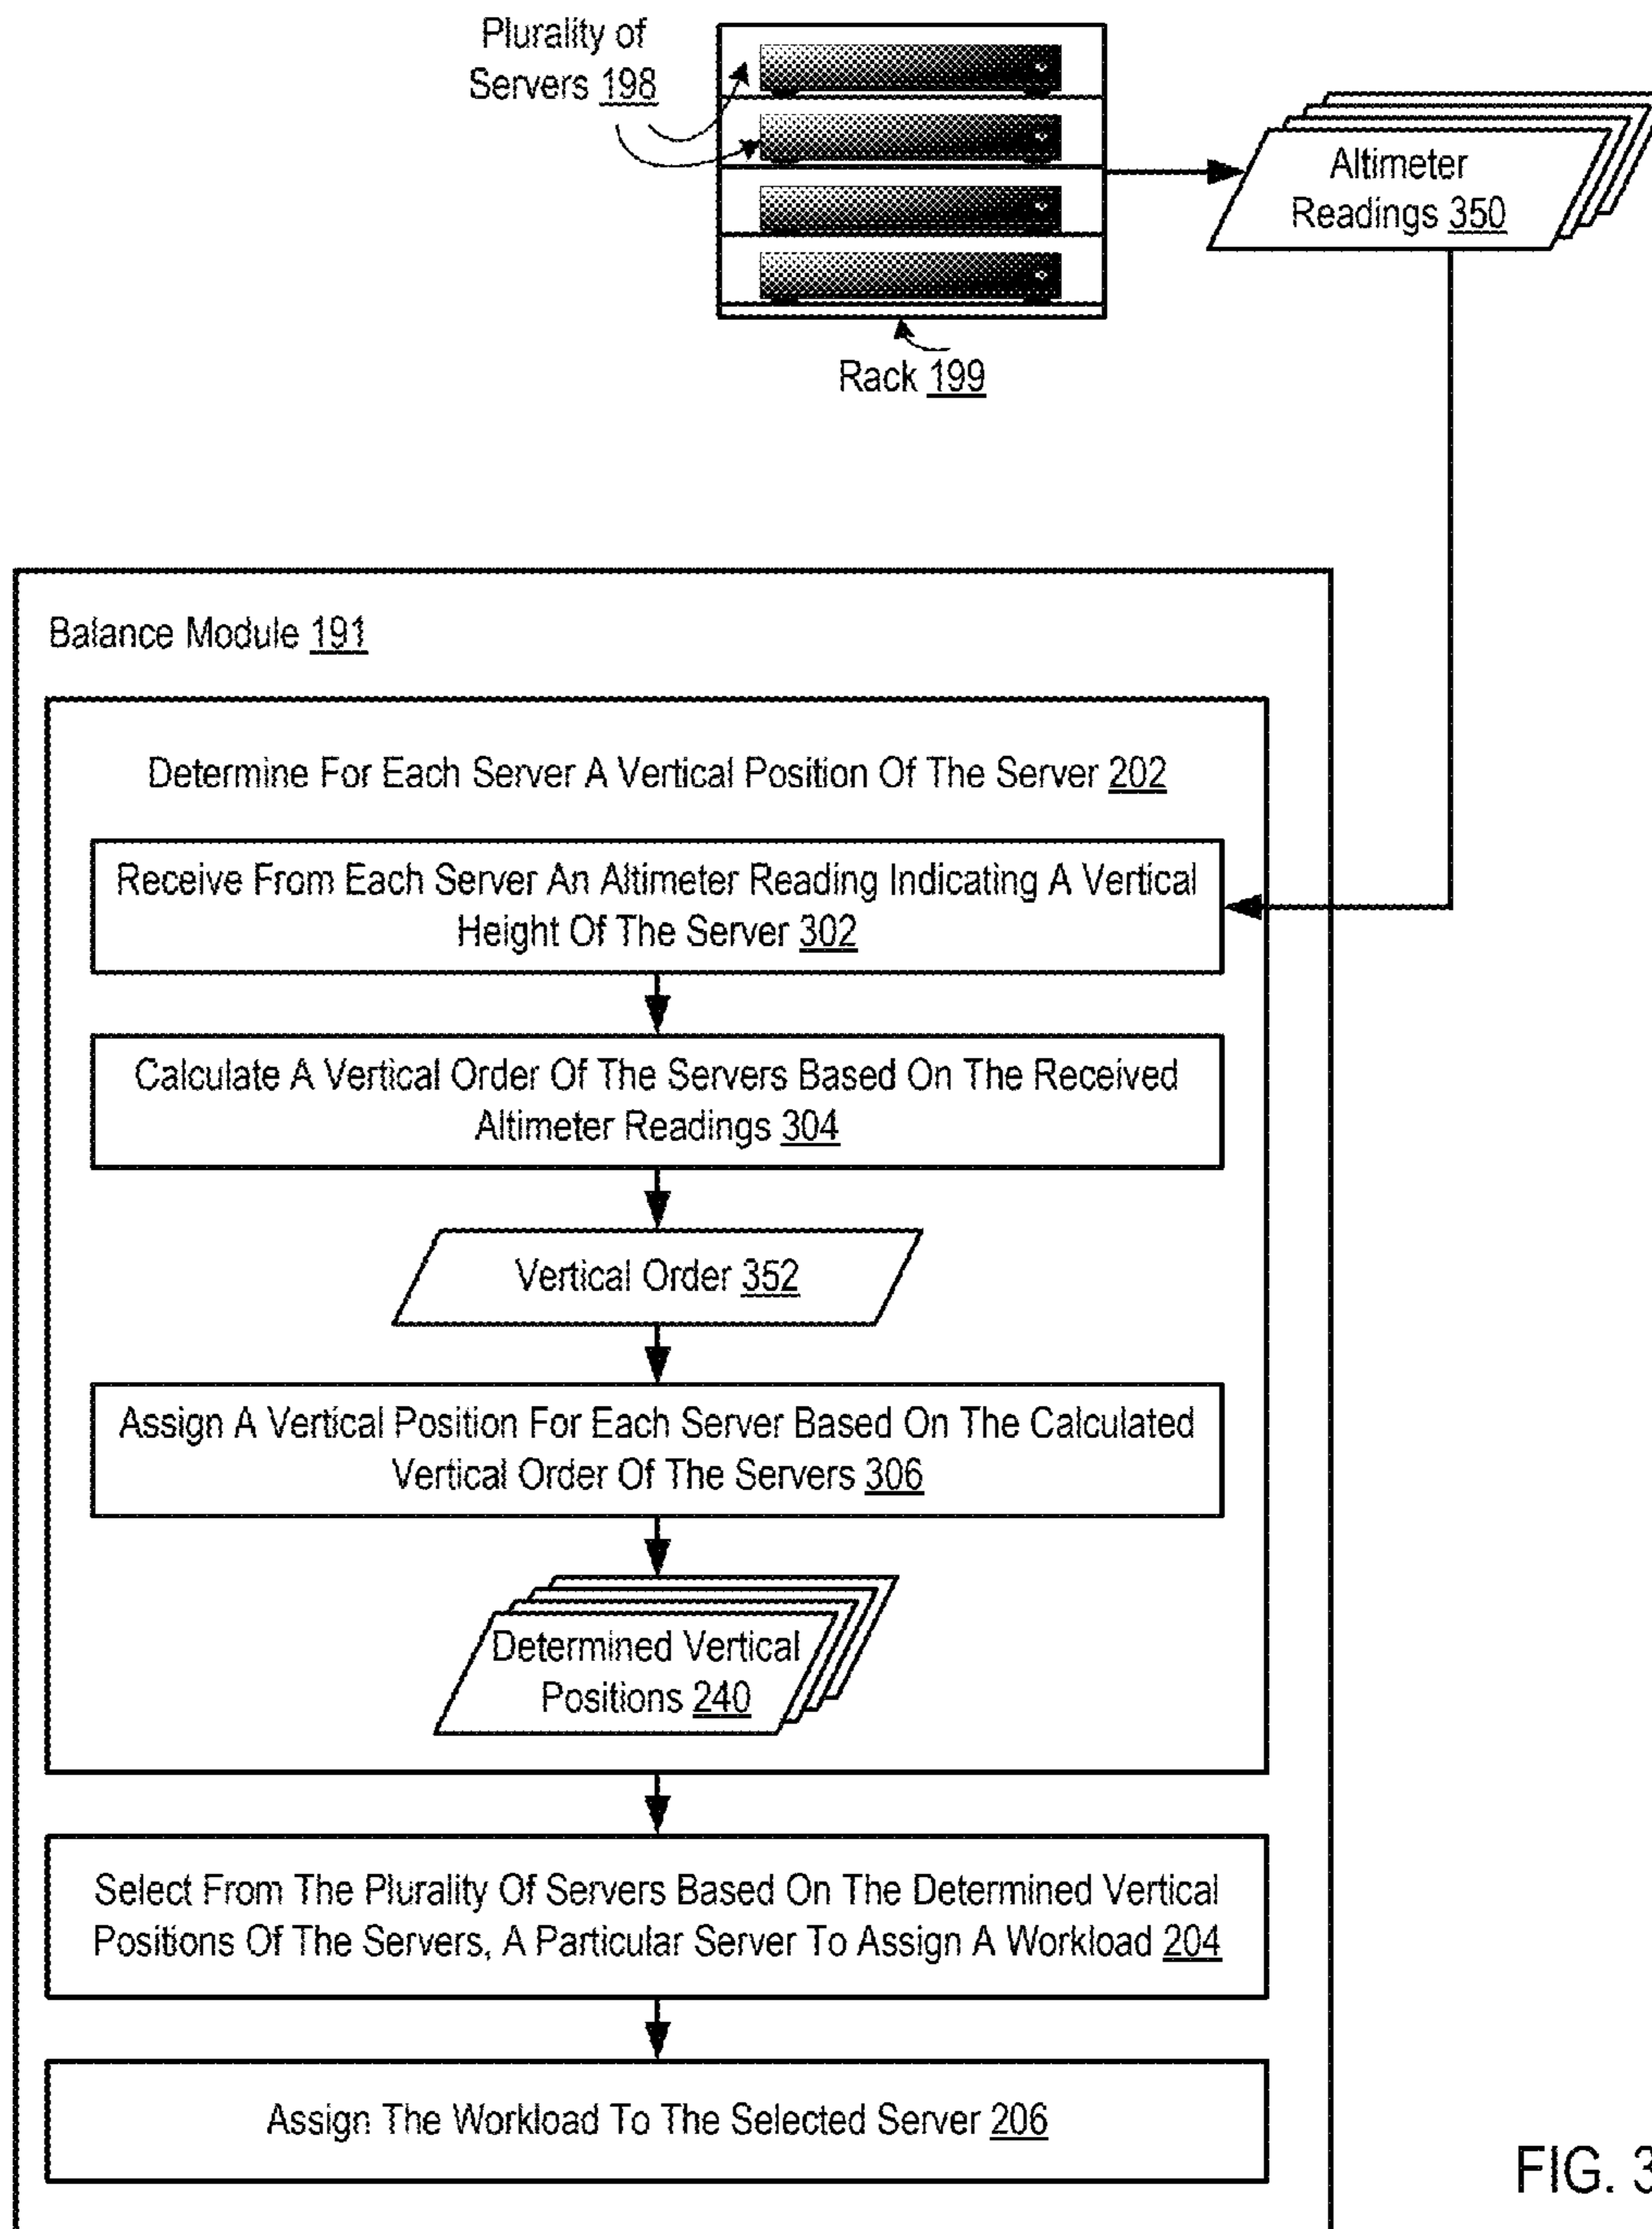 Plurality of
Servers 198
Altimeter
Readings 350
Rack 199
Balance Module 191
Determine For Each Server A Vertical Position Of The Server 202
Receive From Each Server An Altimeter Reading Indicating A Vertical
Height Of The Server 302
Calculate A Vertical Order Of The Servers Based On The Received
Altimeter Readings 304
Vertical Order 352
Assign A Vertical Position For Each Server Based On The Calculated
Vertical Order Of The Servers 306
Determined Vertical
Positions 240
Select From The Plurality Of Servers Based On The Determined Vertical
Positions Of The Servers, A Particular Server To Assign A Workload 204
Assign The Workload To The Selected Server 206
FIG. 3